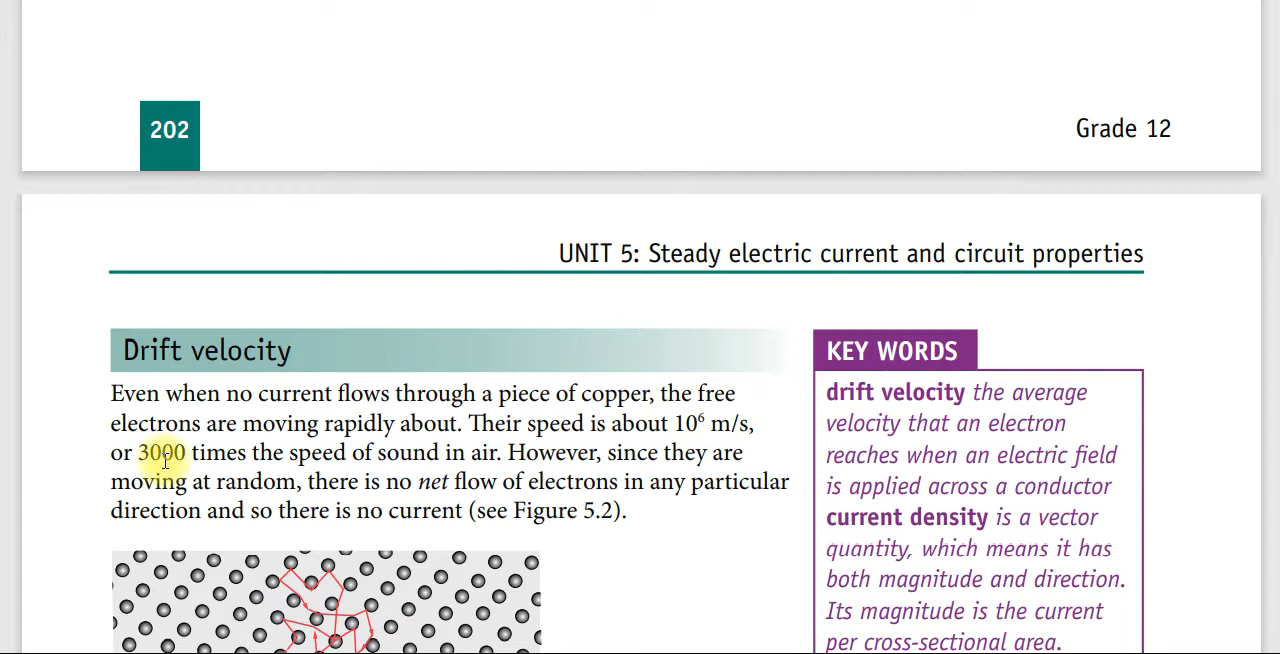 202
Grade 12
UNIT 5: Steady electric current and circuit properties
Drift velocity
Even when no current flows through a piece of copper, the free
electrons are moving rapidly about. Their speed is about 10⁶ m/s,
or 3000 times the speed of sound in air. However, since they are
moving at random, there is no net flow of electrons in any particular
direction and so there is no current (see Figure 5.2).
KEY WORDS
drift velocity the average
velocity that an electron
reaches when an electric field
is applied across a conductor
current density is a vector
quantity, which means it has
both magnitude and direction.
Its magnitude is the current
per cross-sectional area.